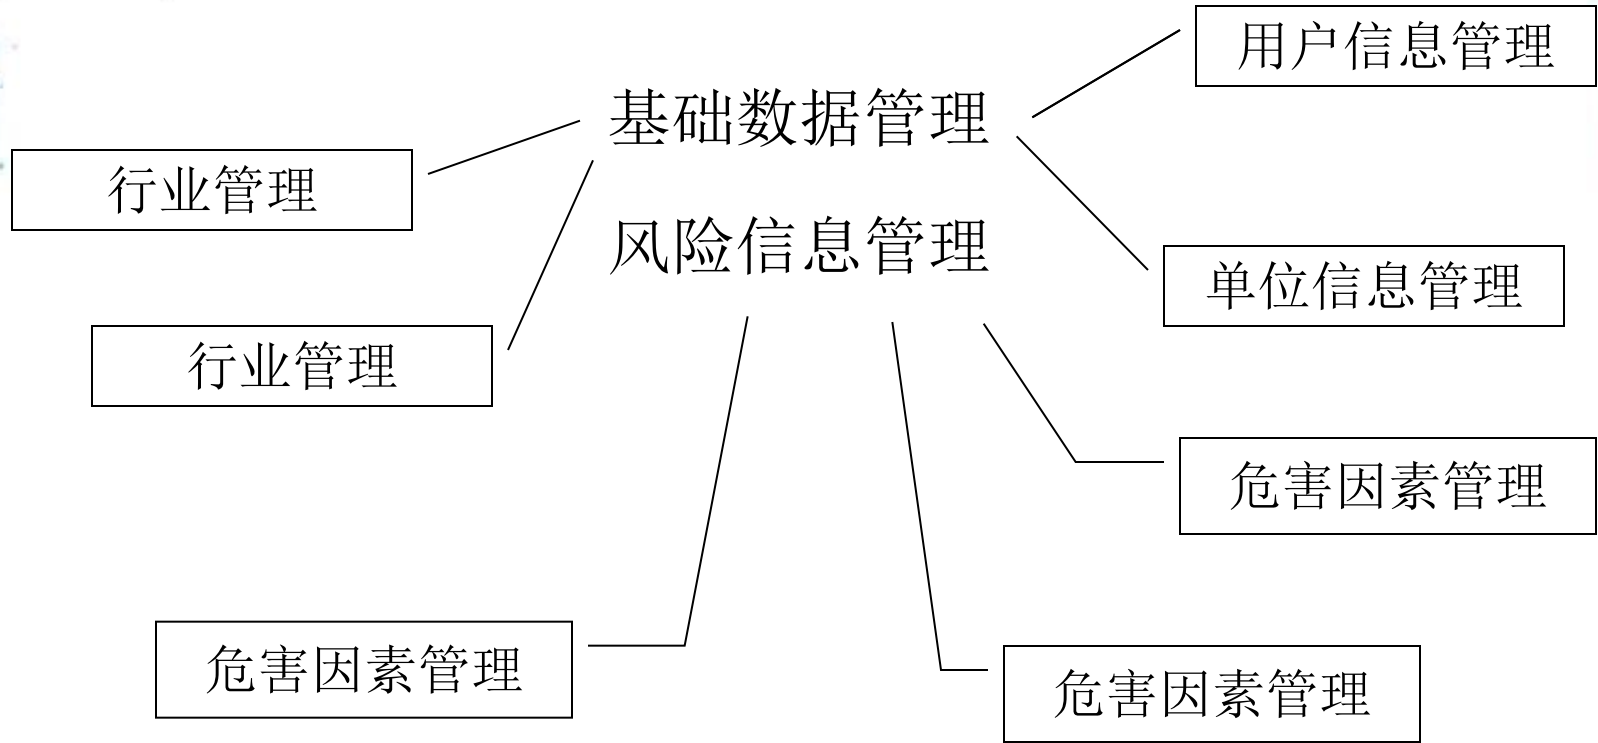 用户信息管理
基础数据管理
行业管理
风险信息管理
单位信息管理
行业管理
危害因素管理
危害因素管理
危害因素管理